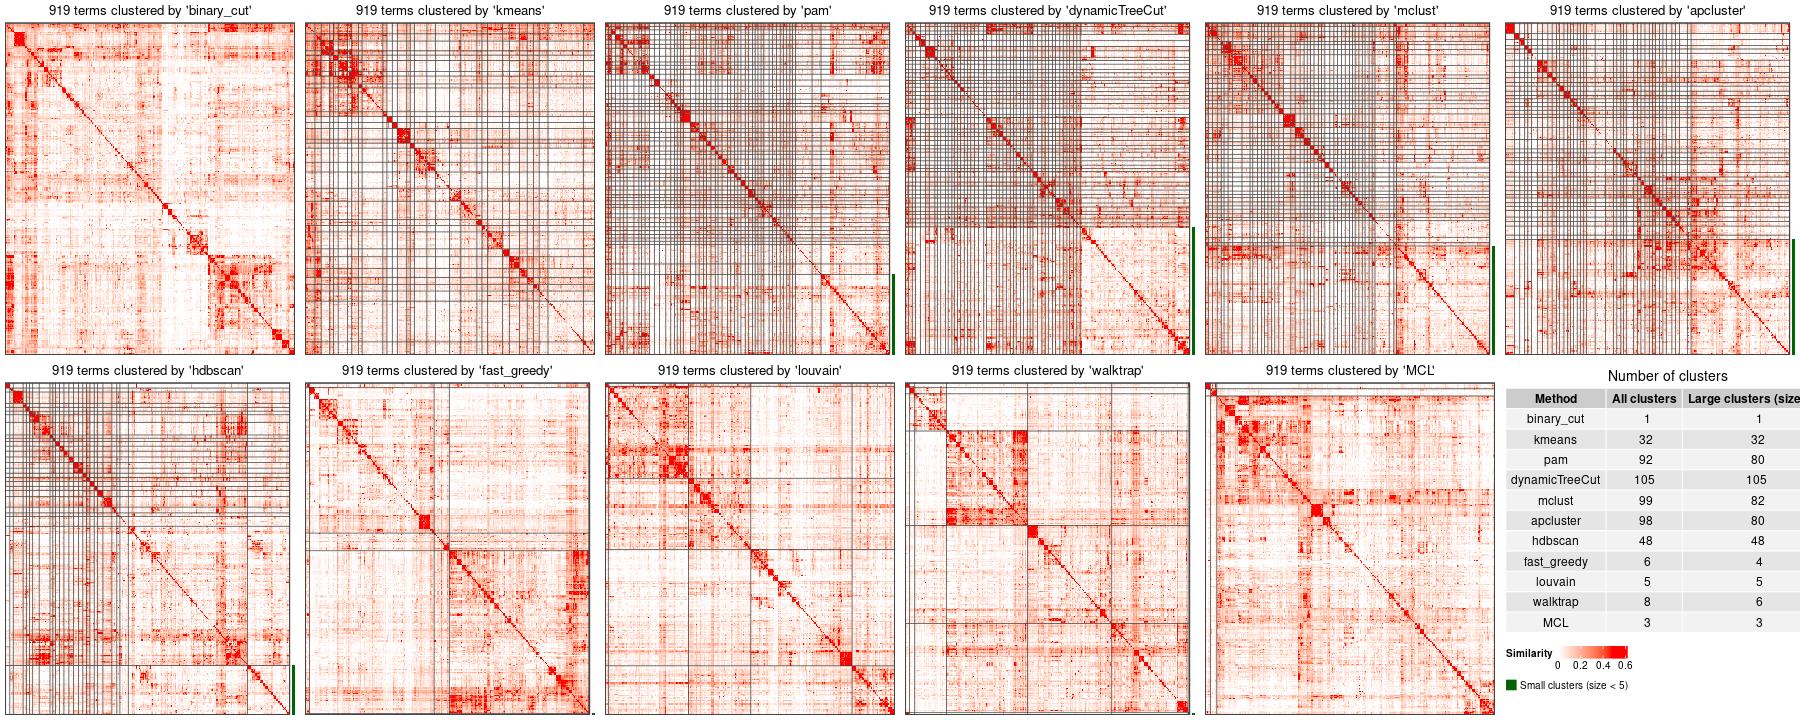 919 terms clustered by 'binary_cut'
919 terms clustered by 'kmeans'
919 terms clustered by 'pam'
919 terms clustered by 'dynamicTreeCut'
919 terms clustered by 'mclust'
919 terms clustered by 'apcluster'
919 terms clustered by 'hdbscan'
919 terms clustered by 'fast_greedy'
919 terms clustered by 'louvain'
919 terms clustered by 'walktrap'
919 terms clustered by 'MCL'
Number of clusters
Method All clusters Large clusters (size
binary_cut 1 1
kmeans 32 32
pam 92 80
dynamicTreeCut 105 105
mclust 99 82
apcluster 98 80
hdbscan 48 48
fast_greedy 6 4
louvain 5 5
walktrap 8 6
MCL 3 3
Similarity
0 0.2 0.4 0.6
Small clusters (size < 5)